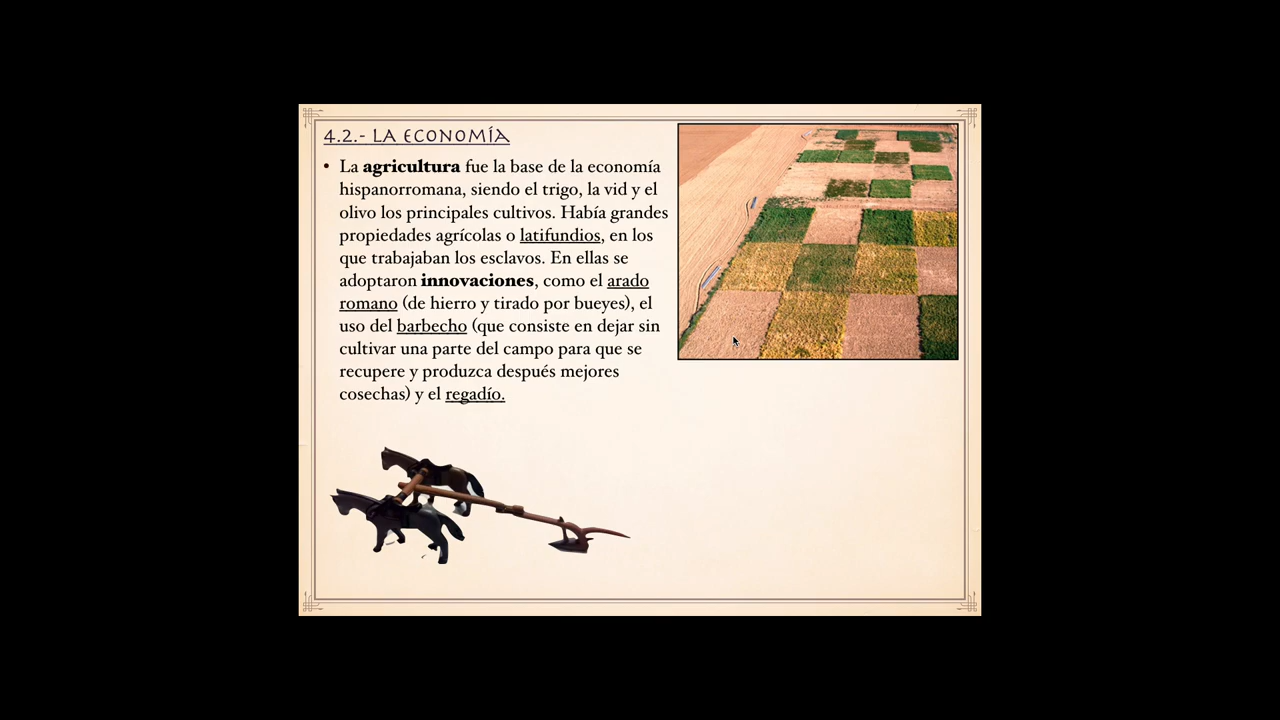 4.2.- LA ECONOMÍA
• La agricultura fue la base de la economía
hispanorromana, siendo el trigo, la vid y el
olivo los principales cultivos. Había grandes
propiedades agrícolas o latifundios, en los
que trabajaban los esclavos. En ellas se
adoptaron innovaciones, como el arado
romano (de hierro y tirado por bueyes), el
uso del barbecho (que consiste en dejar sin
cultivar una parte del campo para que se
recupere y produzca después mejores
cosechas) y el regadío.